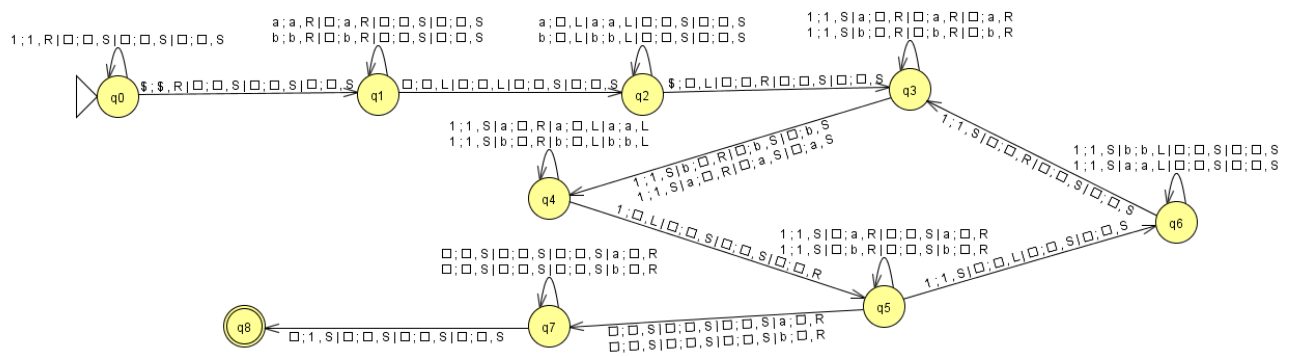 1;1,R|□;□,S|□;□,S|□;□,S
q0
$;$,R|□;□,S|□;□,S|□;□,S
a;a,R|□;a,R|□;□,S|□;□,S
b;b,R|□;b,R|□;□,S|□;□,S
q1
□;□,L|□;□,L|□;□,S|□;□,S
a;□,L|a;a,L|□;□,S|□;□,S
b;□,L|b;b,L|□;□,S|□;□,S
q2
$;□,L|□;□,R|□;□,S|□;□,S
1;1,S|a;□,R|□;a,R|□;a,R
1;1,S|b;□,R|□;b,R|□;b,R
q3
1;1,S|b;□,R|□;b,S|□;b,S
1;1,S|a;□,R|□;a,S|□;a,S
1;1,S|a;□,R|a;□,L|a;a,L
1;1,S|b;□,R|b;□,L|b;b,L
q4
1;□,L|□;□,S|□;□,S|□;□,R
1;1,S|□;□,R|□;□,S|□;□,S
1;1,S|b;b,L|□;□,S|□;□,S
1;1,S|a;a,L|□;□,S|□;□,S
q6
1;1,S|□;a,R|□;□,S|a;□,R
1;1,S|□;b,R|□;□,S|b;□,R
q5
1;1,S|□;□,L|□;□,S|□;□,S
□;□,S|□;□,S|□;□,S|a;□,R
□;□,S|□;□,S|□;□,S|b;□,R
q7
□;□,S|□;□,S|□;□,S|a;□,R
□;□,S|□;□,S|□;□,S|b;□,R
q8
□;1,S|□;□,S|□;□,S|□;□,S